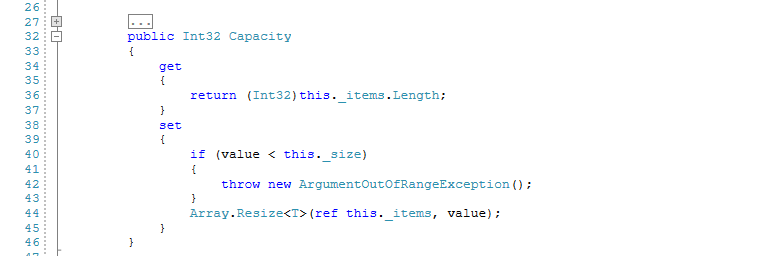 26
27 ...
32 public Int32 Capacity
33 {
34 get
35 {
36 return (Int32)this._items.Length;
37 }
38 set
39 {
40 if (value < this._size)
41 {
42 throw new ArgumentOutOfRangeException();
43 }
44 Array.Resize<T>(ref this._items, value);
45 }
46 }